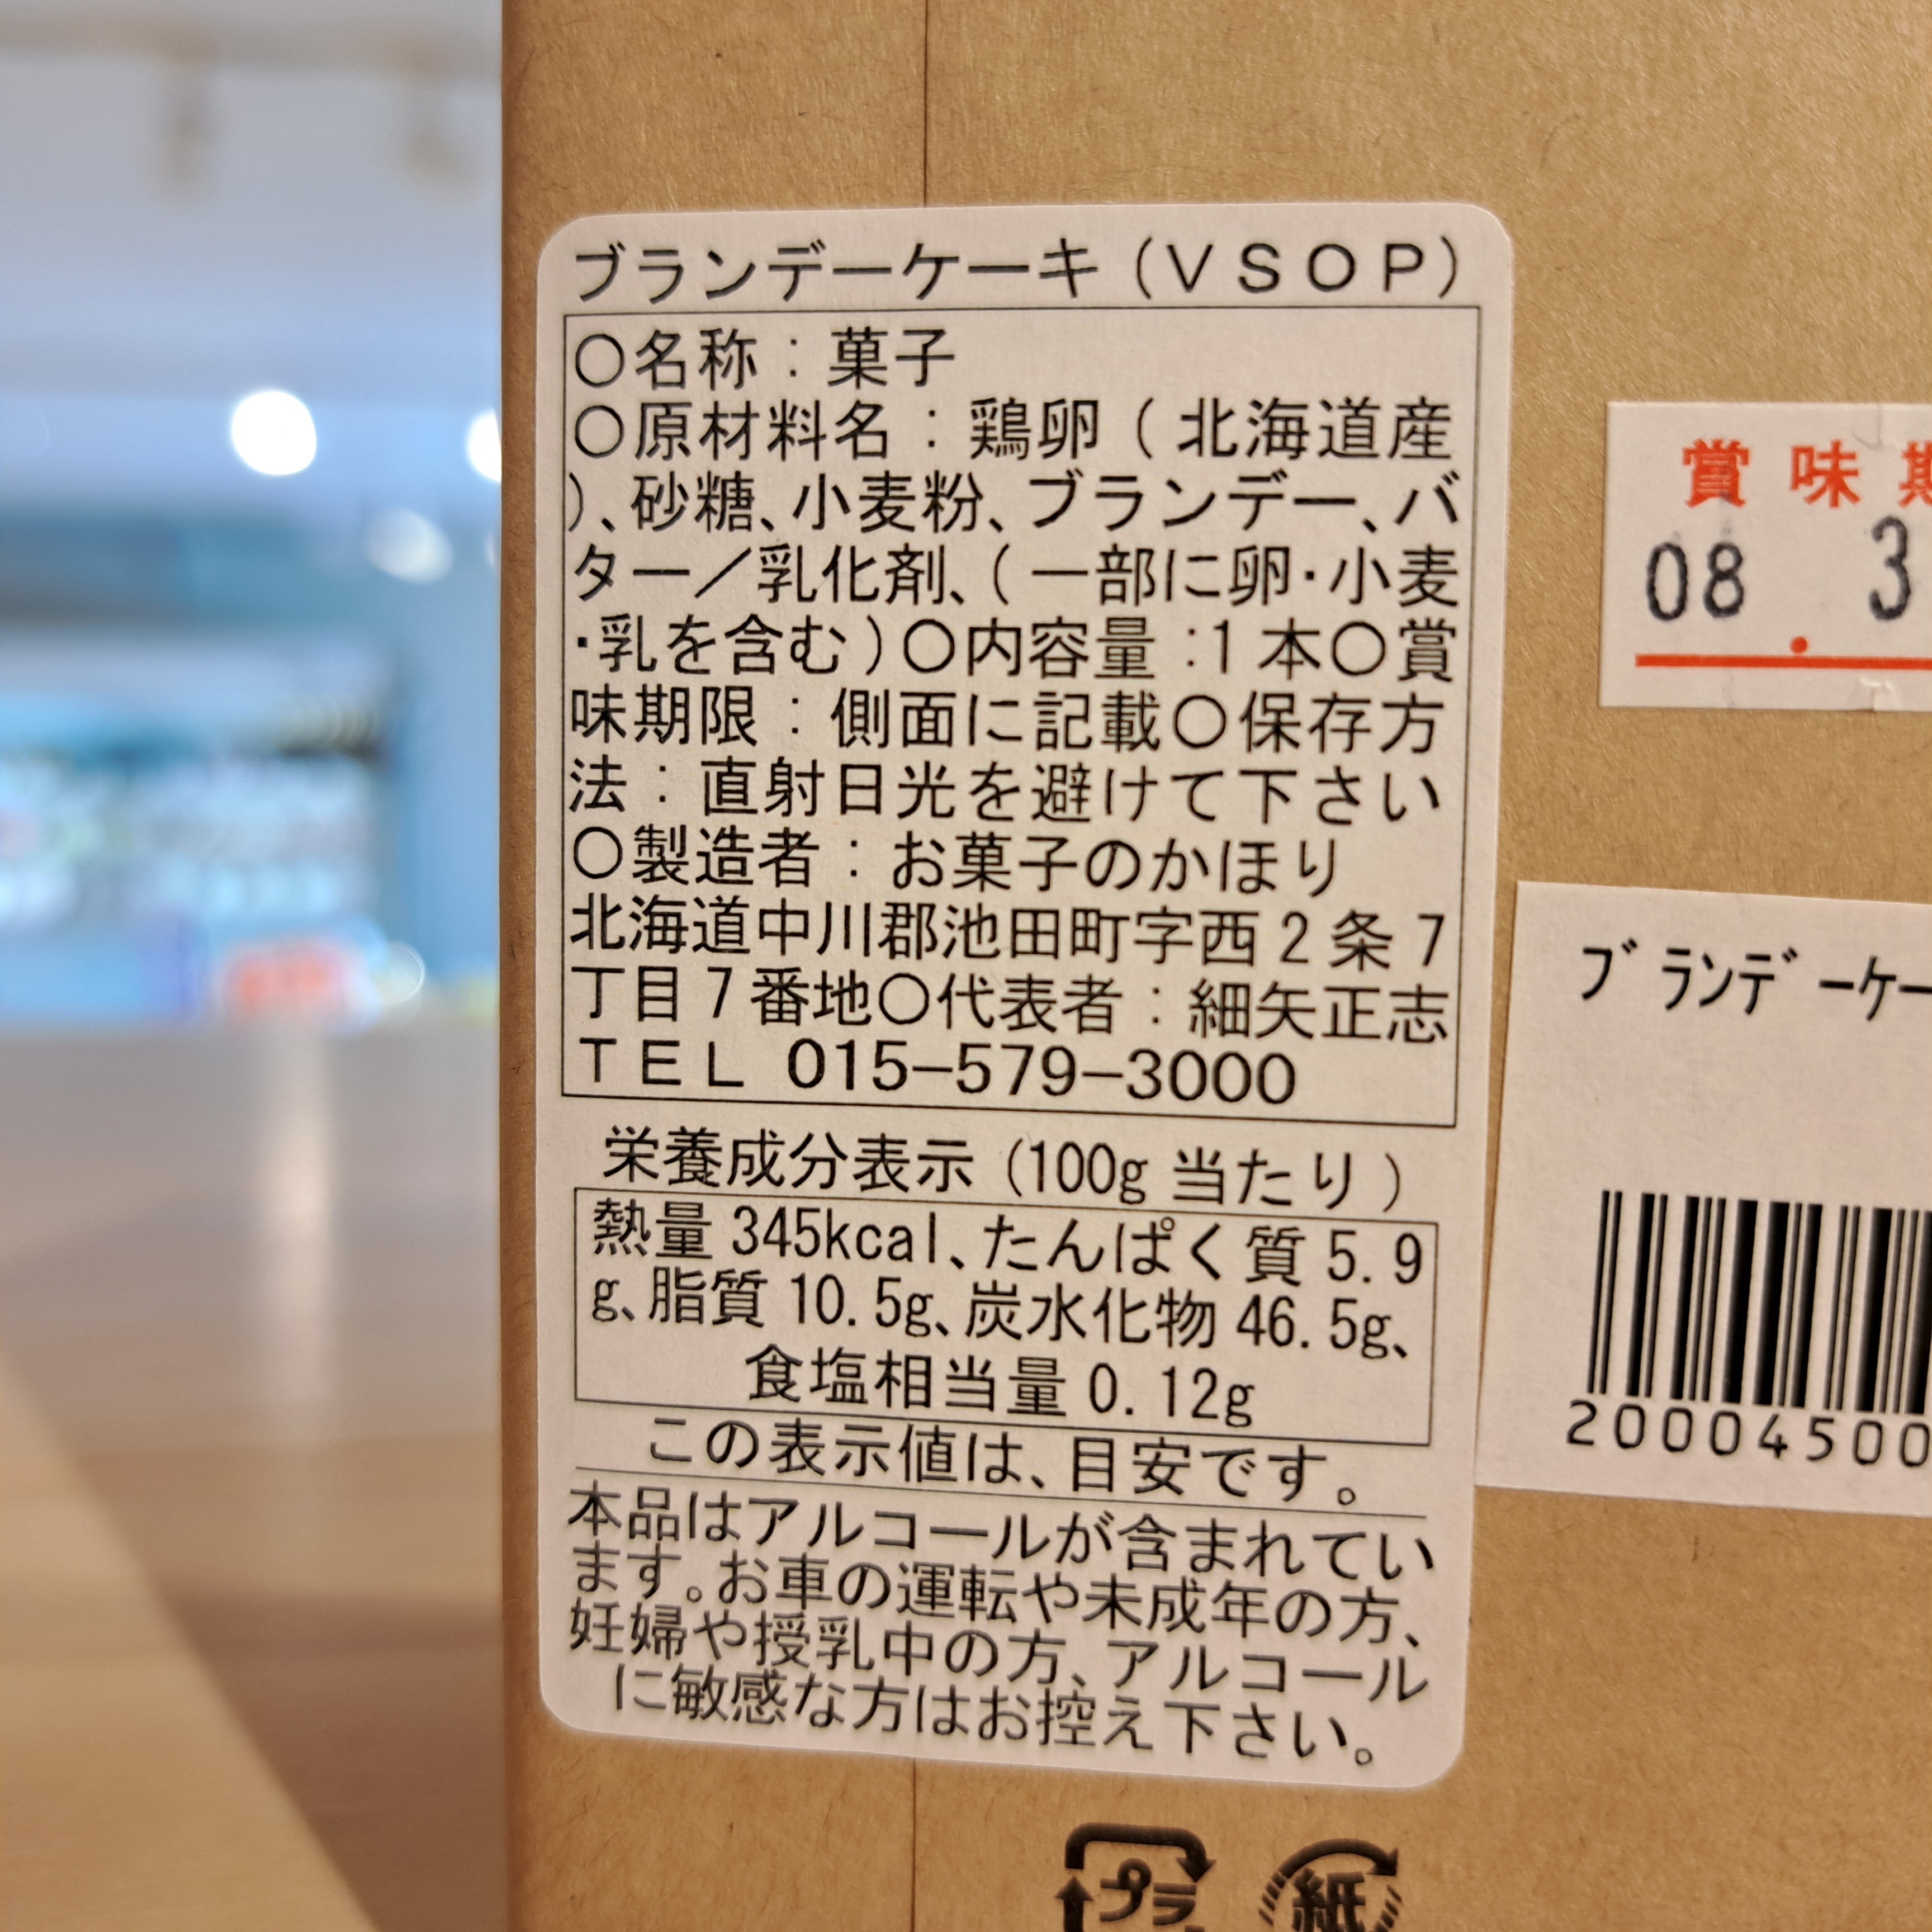 ブランデーケーキ(VSOP)
○名称:菓子
○原材料名:鶏卵(北海道産
)、砂糖、小麦粉、ブランデー、バ
ター/乳化剤、(一部に卵・小麦
・乳を含む)○内容量:1本○賞
味期限:側面に記載○保存方
法:直射日光を避けて下さい
○製造者:お菓子のかほり
北海道中川郡池田町字西2条7
丁目7番地○代表者:細矢正志
TEL 015-579-3000
栄養成分表示(100g当たり)
熱量345kcal、たんぱく質5.9
g、脂質10.5g、炭水化物46.5g、
食塩相当量0.12g
この表示値は、目安です。
本品はアルコールが含まれてい
ます。お車の運転や未成年の方、
妊婦や授乳中の方、アルコール
に敏感な方はお控え下さい。
賞味期
08.3
ブランデーケー
20004500
プラ
紙